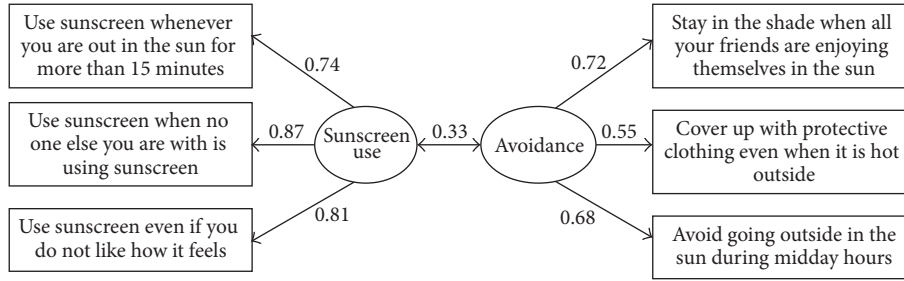 Use sunscreen whenever
you are out in the sun for
more than 15 minutes
0.74
Use sunscreen when no
one else you are with is
using sunscreen
0.87
Use sunscreen even if you
do not like how it feels
0.81
Sunscreen
use
0.33
Avoidance
0.72
Stay in the shade when all
your friends are enjoying
themselves in the sun
0.55
Cover up with protective
clothing even when it is hot
outside
0.68
Avoid going outside in the
sun during midday hours